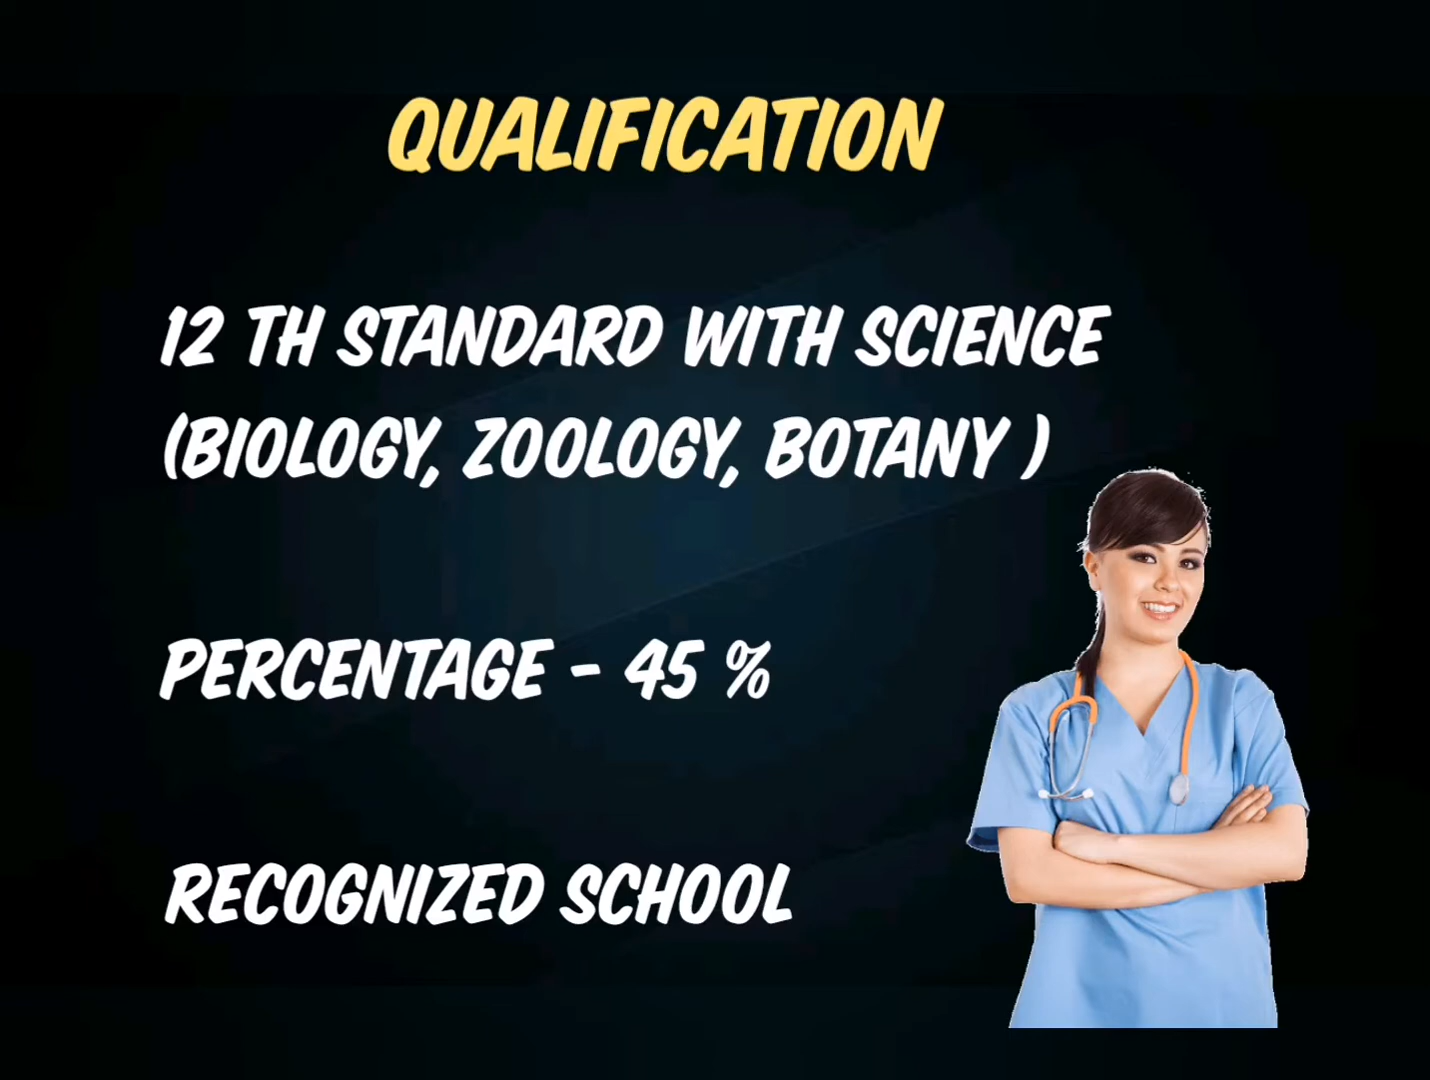 QUALIFICATION
12 TH STANDARD WITH SCIENCE
(BIOLOGY, ZOOLOGY, BOTANY )
PERCENTAGE - 45 %
RECOGNIZED SCHOOL